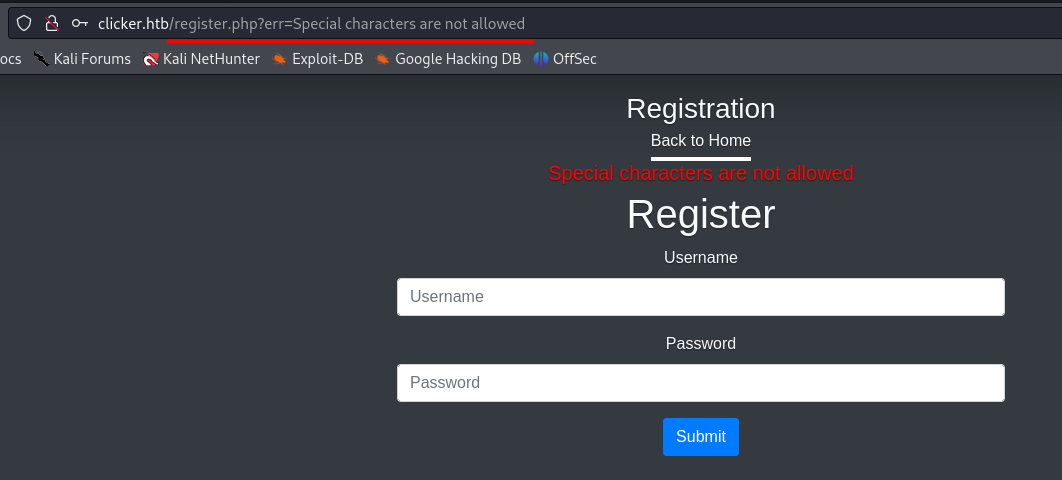 clicker.htb/register.php?err=Special characters are not allowed
ocs Kali Forums Kali NetHunter Exploit-DB Google Hacking DB OffSec
Registration
Back to Home
Special characters are not allowed
Register
Username
Username
Password
Password
Submit